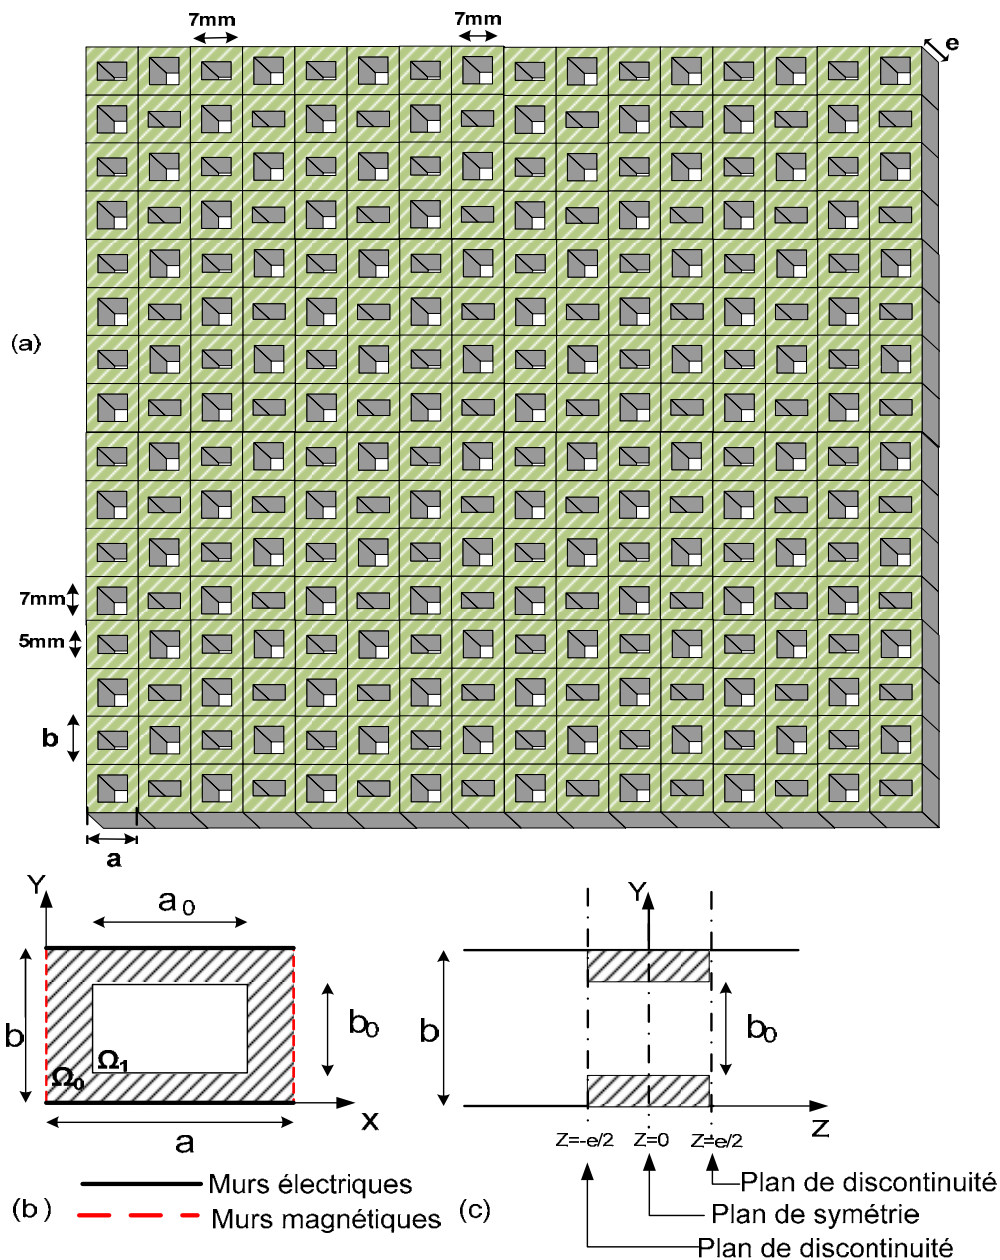 7mm 7mm
e
(a)
7mm
5mm
b
a
Y
a0
b
b0
Ω0
Ω1
X
a
Y
b
b0
Z
Z=-e/2 Z=0 Z=e/2
Murs électriques
(b) Murs magnétiques
(c)
Plan de discontinuité
Plan de symétrie
Plan de discontinuité